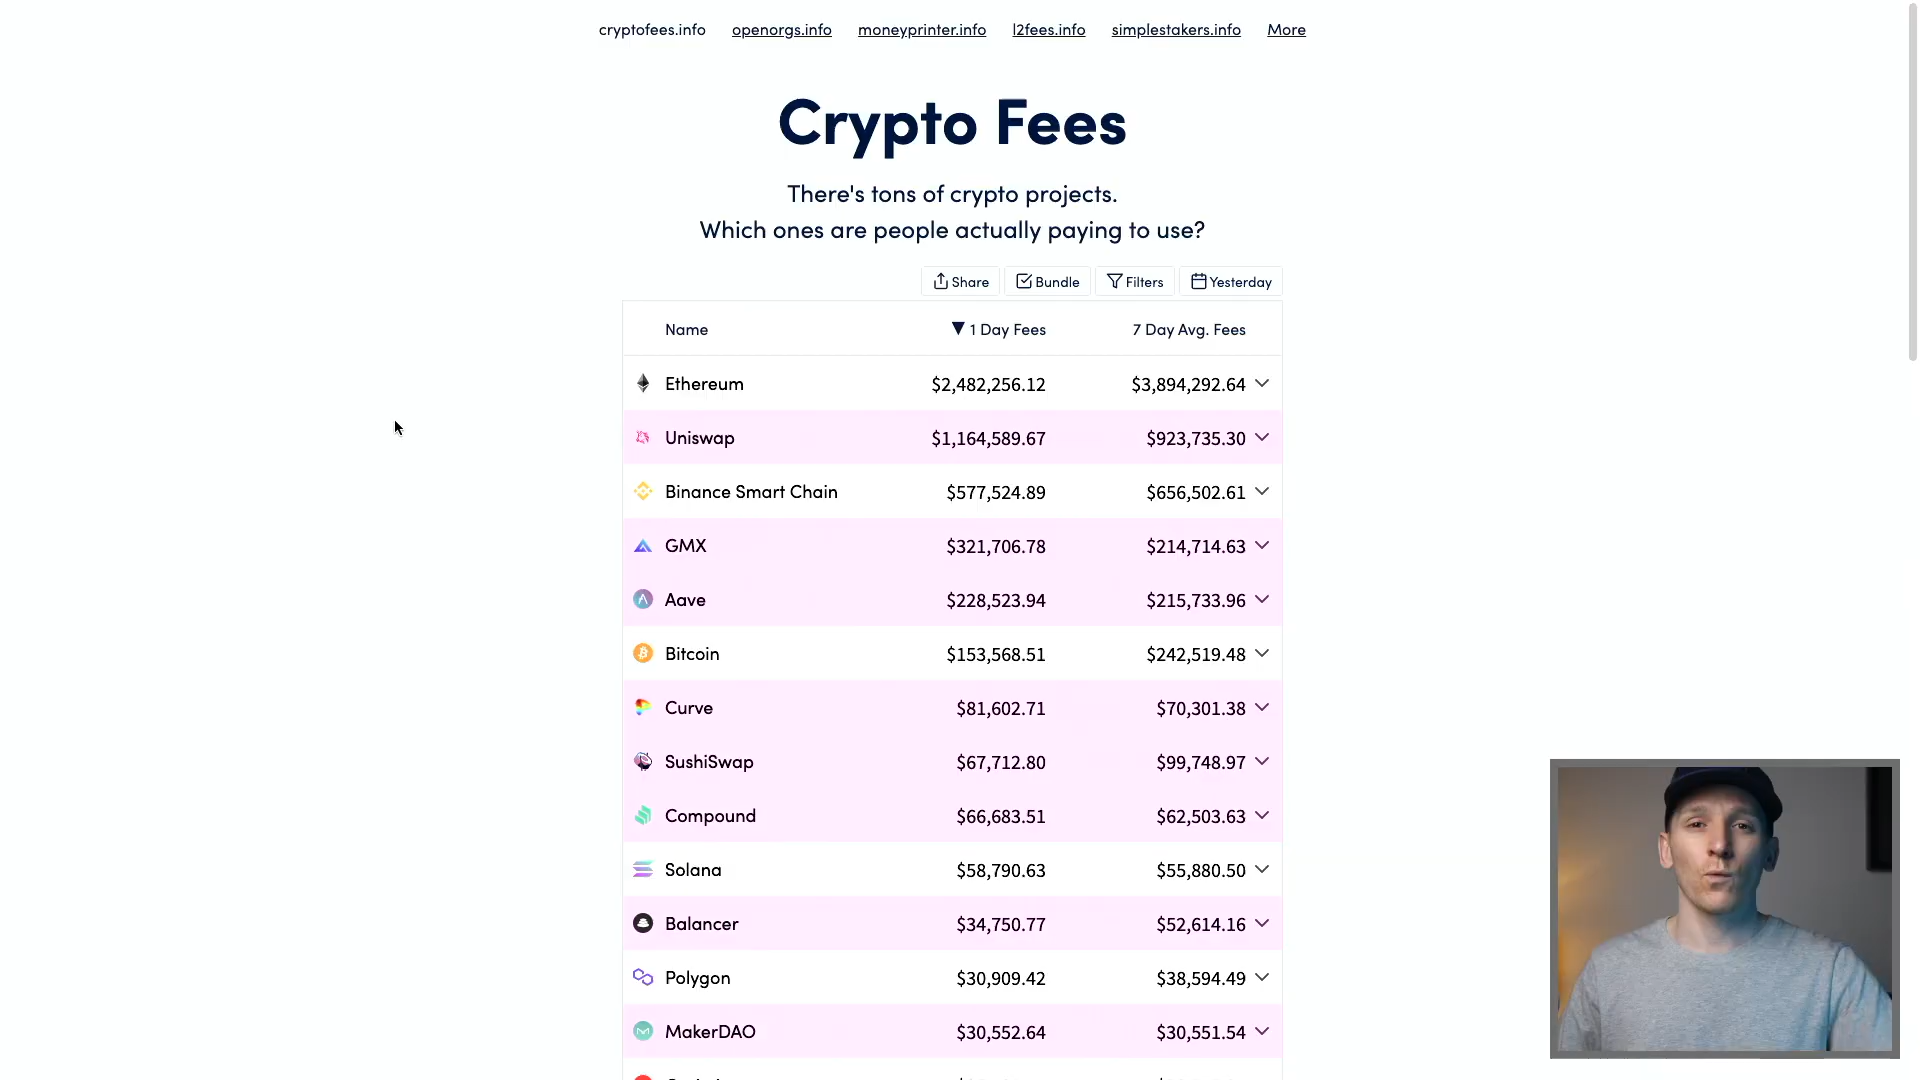 cryptofees.info openorgs.info moneyprinter.info l2fees.info simplestakers.info More
Crypto Fees
There's tons of crypto projects.
Which ones are people actually paying to use?
Share Bundle Filters Yesterday
Name ▼ 1 Day Fees 7 Day Avg. Fees
Ethereum $2,482,256.12 $3,894,292.64
Uniswap $1,164,589.67 $923,735.30
Binance Smart Chain $577,524.89 $656,502.61
GMX $321,706.78 $214,714.63
Aave $228,523.94 $215,733.96
Bitcoin $153,568.51 $242,519.48
Curve $81,602.71 $70,301.38
SushiSwap $67,712.80 $99,748.97
Compound $66,683.51 $62,503.63
Solana $58,790.63 $55,880.50
Balancer $34,750.77 $52,614.16
Polygon $30,909.42 $38,594.49
MakerDAO $30,552.64 $30,551.54